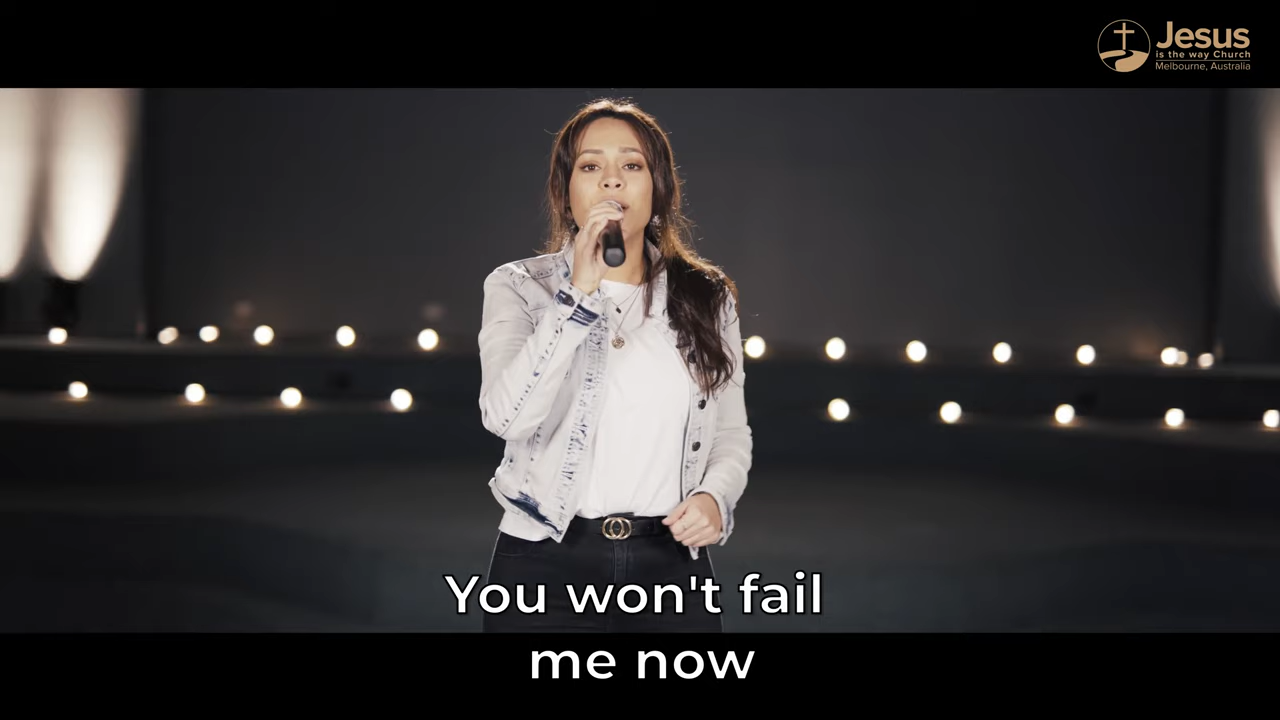 Jesus
is the way Church
Melbourne, Australia
You won't fail
me now